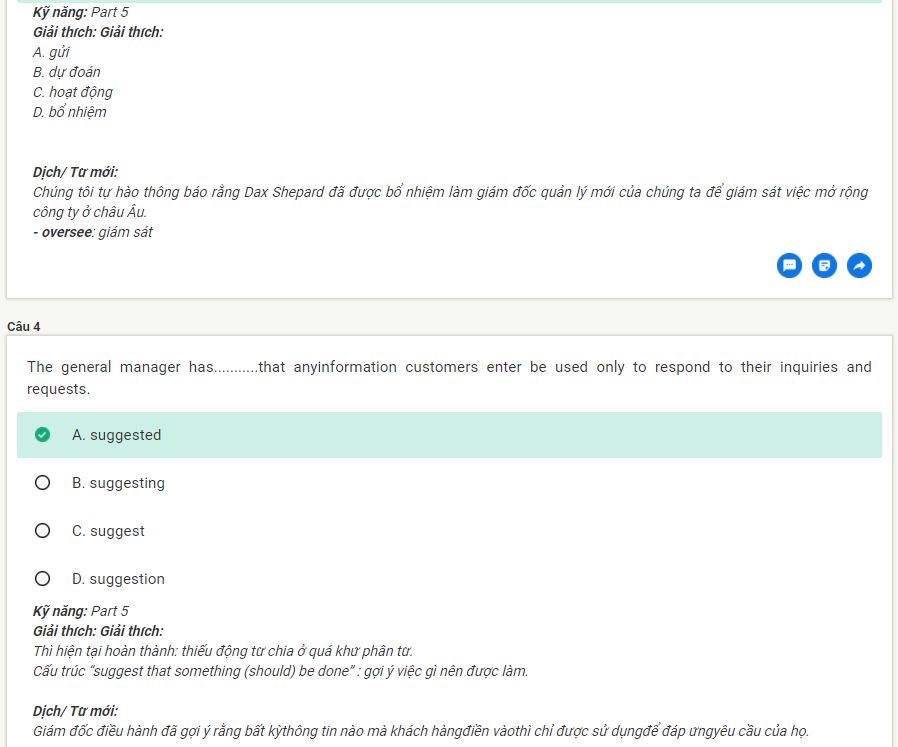 Kỹ năng: Part 5
Giải thích: Giải thích:
A. gửi
B. dự đoán
C. hoạt động
D. bổ nhiệm
Dịch/ Từ mới:
Chúng tôi tự hào thông báo rằng Dax Shepard đã được bổ nhiệm làm giám đốc quản lý mới của chúng ta để giám sát việc mở rộng
công ty ở châu Âu.
- oversee: giám sát
Câu 4
The general manager has...........that anyinformation customers enter be used only to respond to their inquiries and
requests.
A. suggested
B. suggesting
C. suggest
D. suggestion
Kỹ năng: Part 5
Giải thích: Giải thích:
Thì hiện tại hoàn thành: thiếu động từ chia ở quá khứ phân từ.
Cấu trúc “suggest that something (should) be done” : gợi ý việc gì nên được làm.
Dịch/ Từ mới:
Giám đốc điều hành đã gợi ý rằng bất kỳthông tin nào mà khách hàngđiền vàothì chỉ được sử dụngđể đáp ứngyêu cầu của họ.